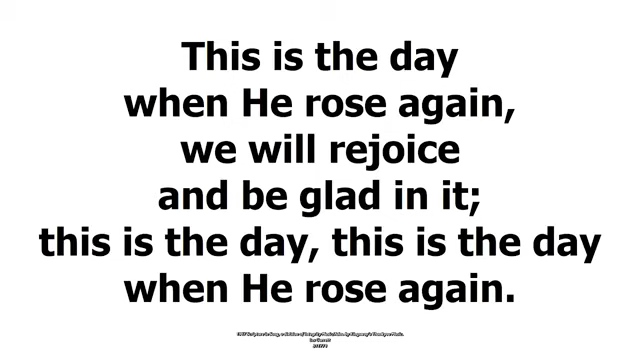 This is the day
when He rose again,
we will rejoice
and be glad in it;
this is the day, this is the day
when He rose again.